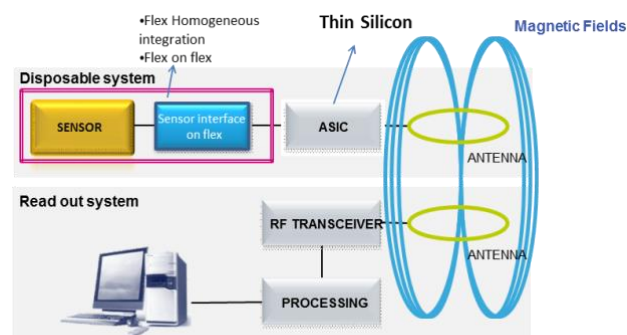 •Flex Homogeneous
integration
•Flex on flex
Thin Silicon
Magnetic Fields
Disposable system
SENSOR
Sensor interface
on flex
ASIC
ANTENNA
Read out system
RF TRANSCEIVER
ANTENNA
PROCESSING